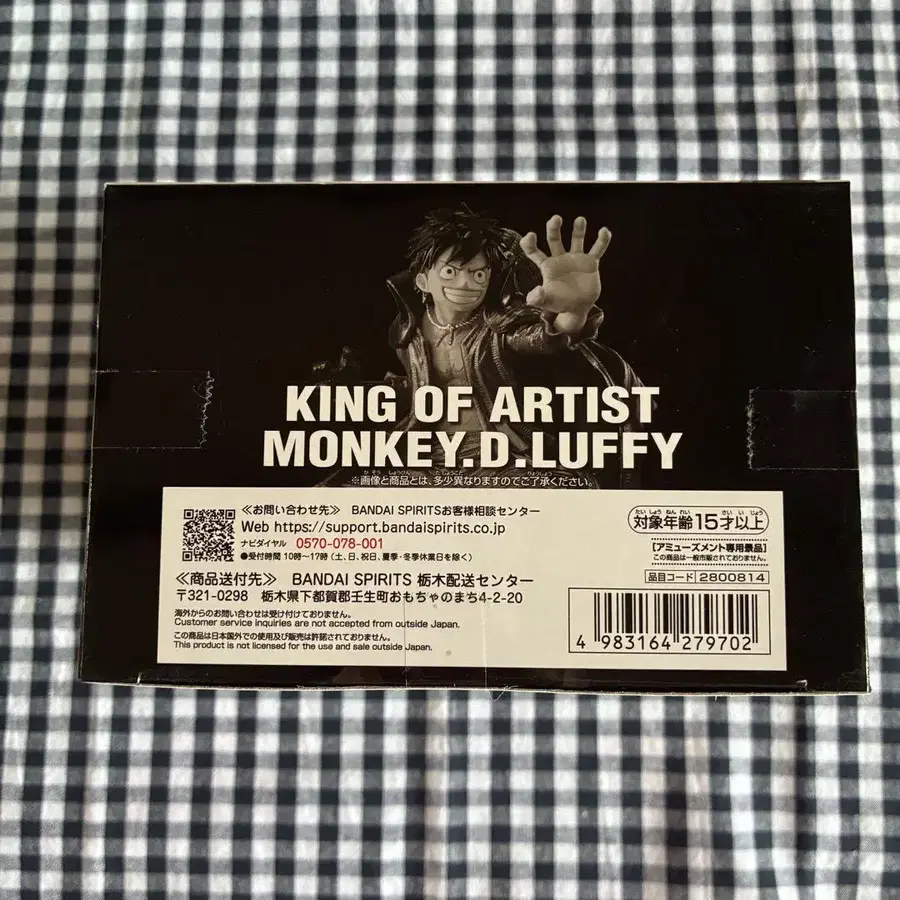 KING OF ARTIST
MONKEY.D.LUFFY
※画像と商品とは、多少異なりますのでご了承ください。
≪お問い合わせ先≫ BANDAI SPIRITSお客様相談センター
Web https://support.bandaispirits.co.jp
ナビダイヤル 0570-078-001
●受付時間 10時～17時(土、日、祝日、夏季・冬季休業日を除く)
≪商品送付先≫ BANDAI SPIRITS 栃木配送センター
〒321-0298 栃木県下都賀郡壬生町おもちゃのまち4-2-20
海外からのお問い合わせは受け付けておりません。
Customer service inquiries are not accepted from outside Japan.
この商品は日本国外での使用及び販売は許諾されておりません。
This product is not licensed for the use and sale outside Japan.
対象年齢15才以上
【アミューズメント専用景品】
この商品は一般市販がされておりません。
品目コード 2800814
4 983164 279702